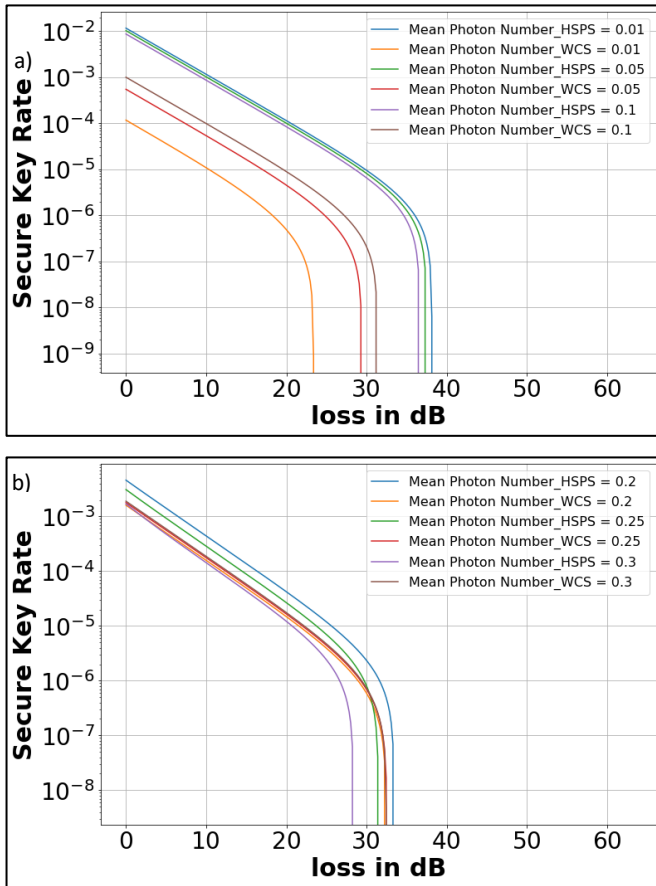 a)
Secure Key Rate
10⁻²
10⁻³
10⁻⁴
10⁻⁵
10⁻⁶
10⁻⁷
10⁻⁸
10⁻⁹
Mean Photon Number_HSPS = 0.01
Mean Photon Number_WCS = 0.01
Mean Photon Number_HSPS = 0.05
Mean Photon Number_WCS = 0.05
Mean Photon Number_HSPS = 0.1
Mean Photon Number_WCS = 0.1
0 10 20 30 40 50 60
loss in dB
b)
Secure Key Rate
10⁻³
10⁻⁴
10⁻⁵
10⁻⁶
10⁻⁷
10⁻⁸
Mean Photon Number_HSPS = 0.2
Mean Photon Number_WCS = 0.2
Mean Photon Number_HSPS = 0.25
Mean Photon Number_WCS = 0.25
Mean Photon Number_HSPS = 0.3
Mean Photon Number_WCS = 0.3
0 10 20 30 40 50 60
loss in dB